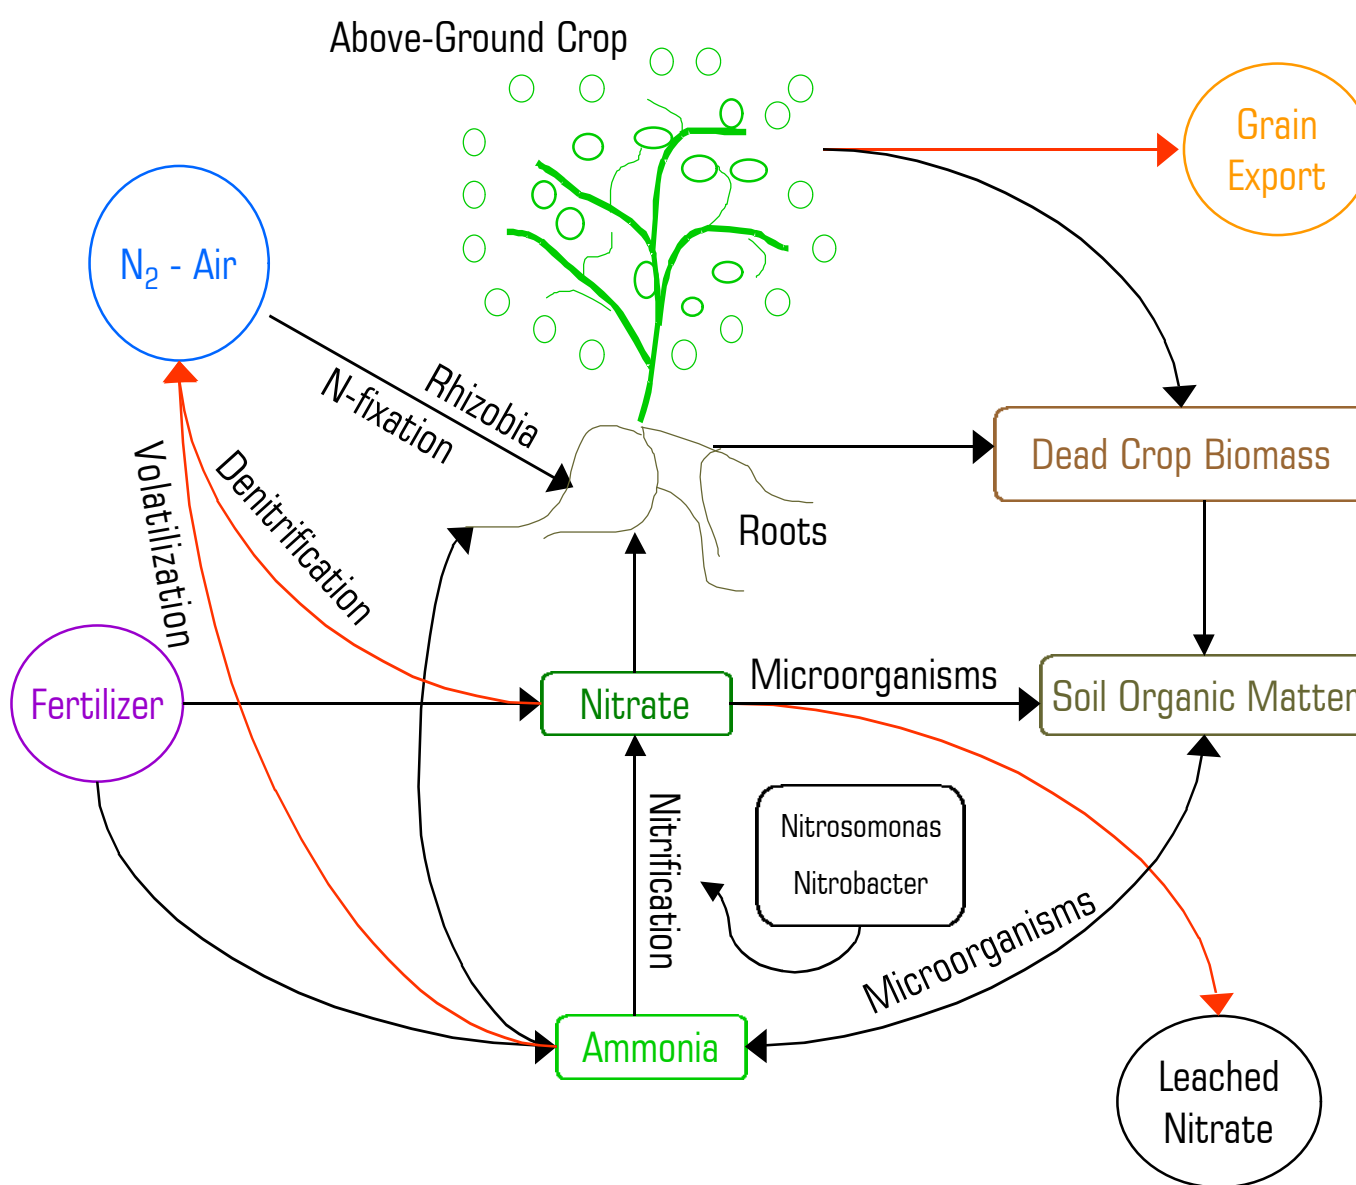 Above-Ground Crop
Grain
Export
N₂ - Air
Rhizobia
N-fixation
Volatilization
Denitrification
Dead Crop Biomass
Roots
Fertilizer
Nitrate
Microorganisms
Soil Organic Matter
Nitrification
Nitrosomonas
Nitrobacter
Microorganisms
Ammonia
Leached
Nitrate